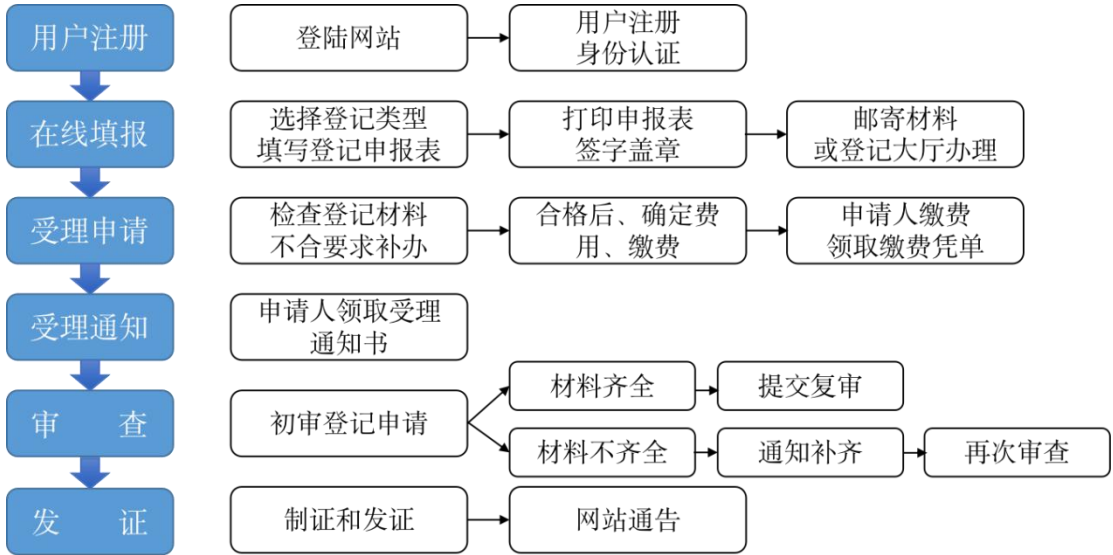 用户注册
登陆网站
用户注册
身份认证
在线填报
选择登记类型
填写登记申报表
打印申报表
签字盖章
邮寄材料
或登记大厅办理
受理申请
检查登记材料
不合要求补办
合格后、确定费
用、缴费
申请人缴费
领取缴费凭单
受理通知
申请人领取受理
通知书
审 查
初审登记申请
材料齐全
提交复审
材料不齐全
通知补齐
再次审查
发 证
制证和发证
网站通告